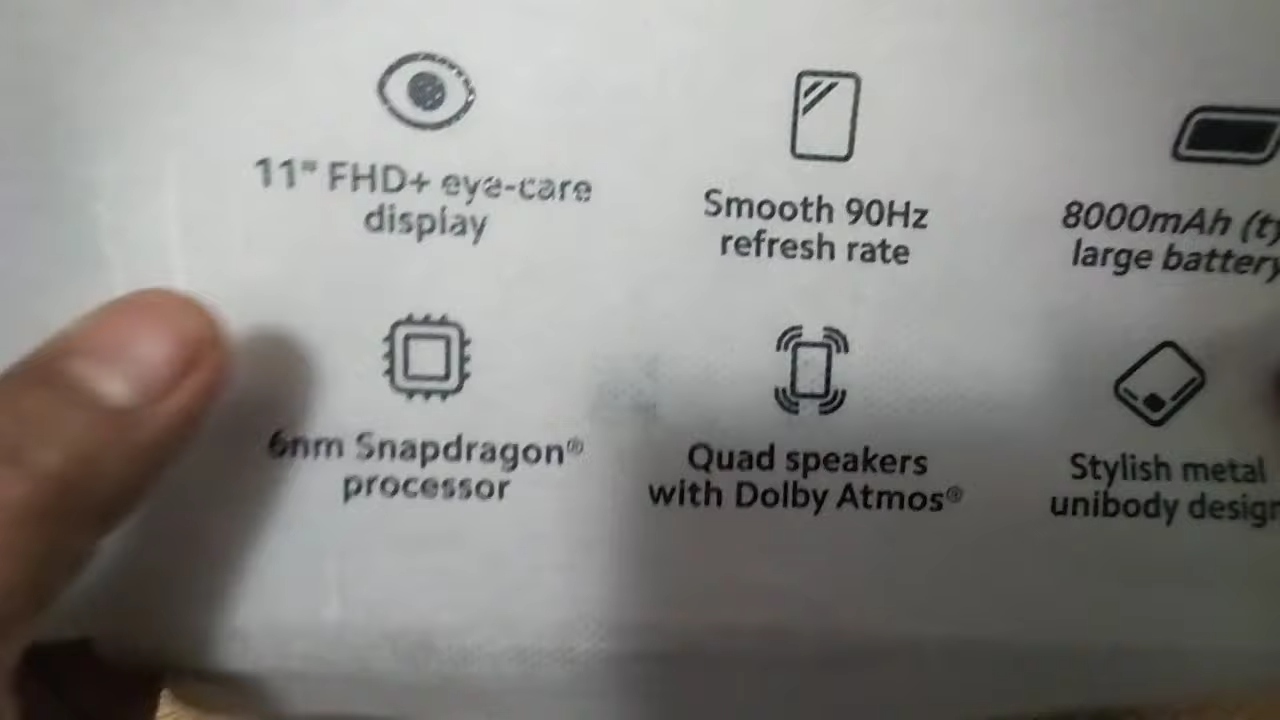 11" FHD+ eye-care
display
Smooth 90Hz
refresh rate
8000mAh (ty
large battery
6nm Snapdragon®
processor
Quad speakers
with Dolby Atmos®
Stylish metal
unibody design